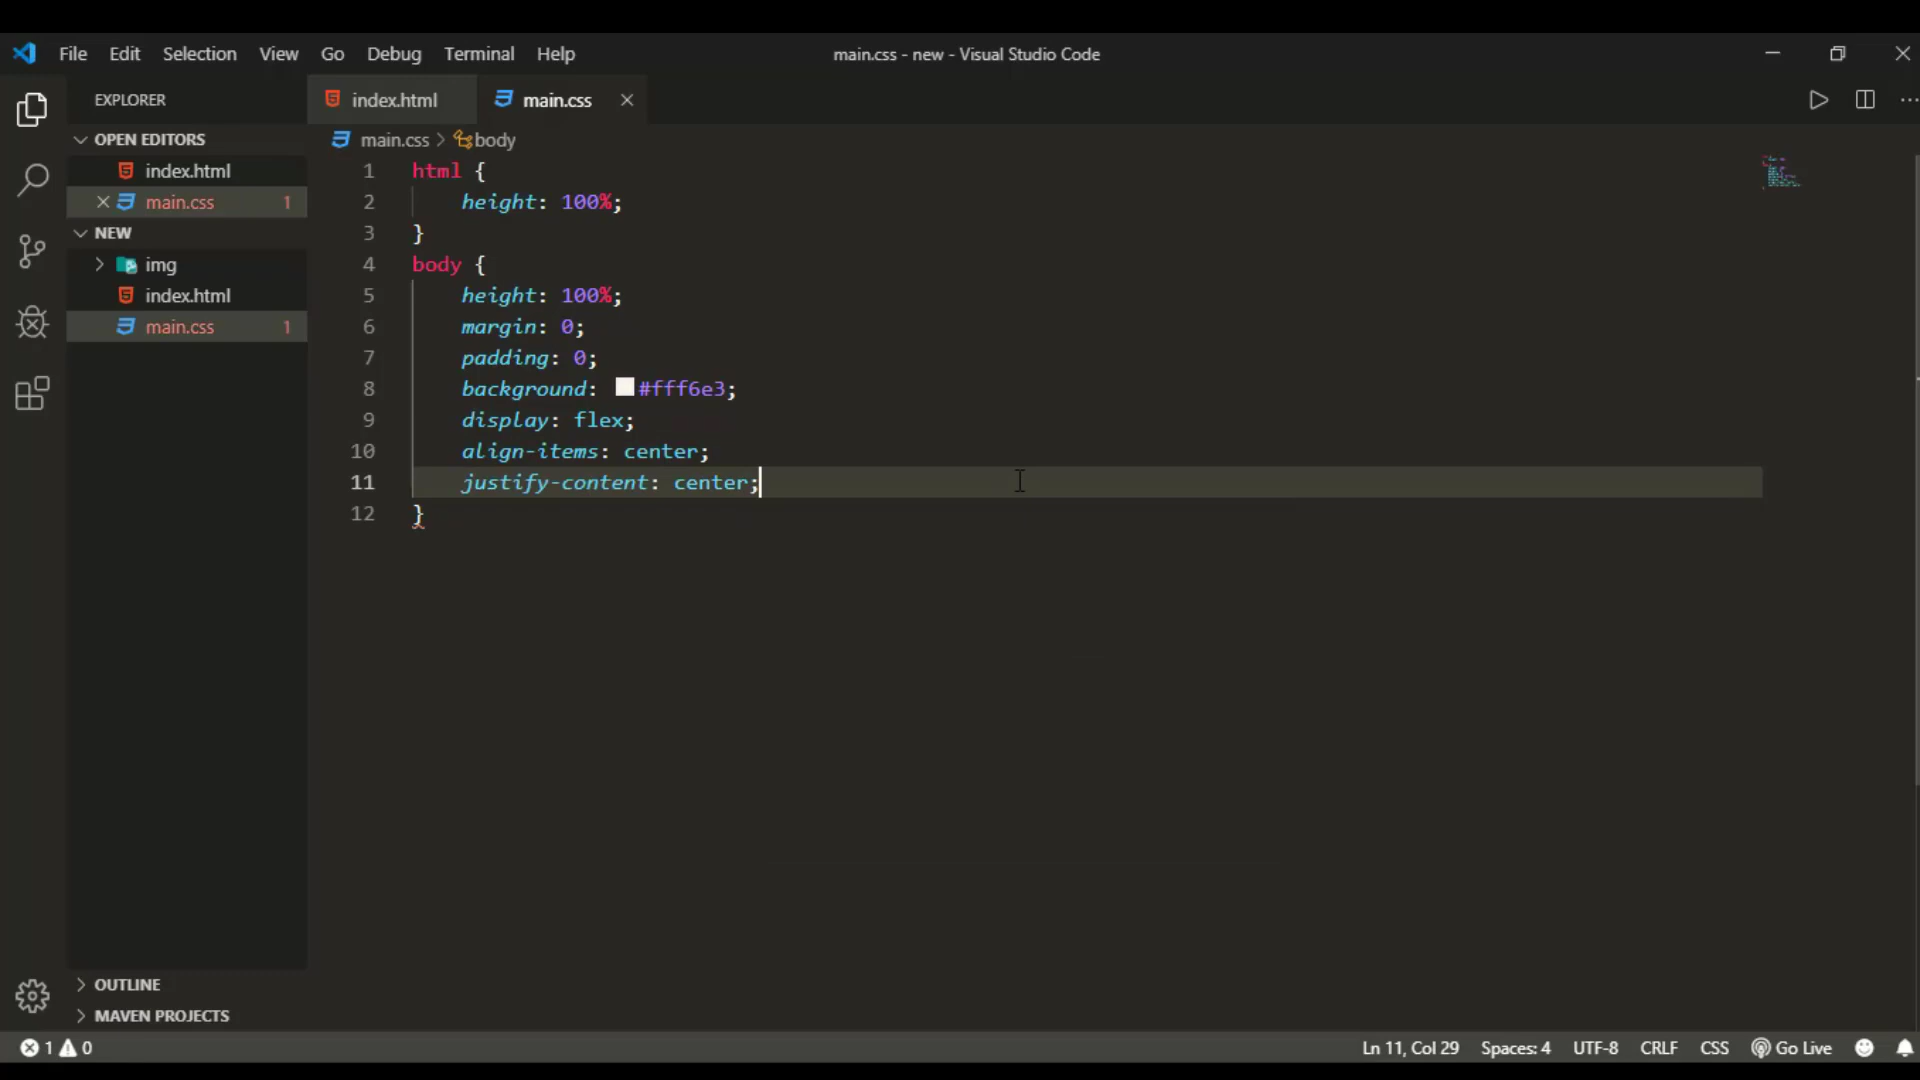 File Edit Selection View Go Debug Terminal Help
main.css - new - Visual Studio Code
EXPLORER
OPEN EDITORS
index.html
main.css 1
NEW
img
index.html
main.css 1
OUTLINE
MAVEN PROJECTS
index.html main.css
main.css > body
1 html {
2 height: 100%;
3 }
4 body {
5 height: 100%;
6 margin: 0;
7 padding: 0;
8 background: #fff6e3;
9 display: flex;
10 align-items: center;
11 justify-content: center;
12 }
1 0
Ln 11, Col 29 Spaces: 4 UTF-8 CRLF CSS Go Live